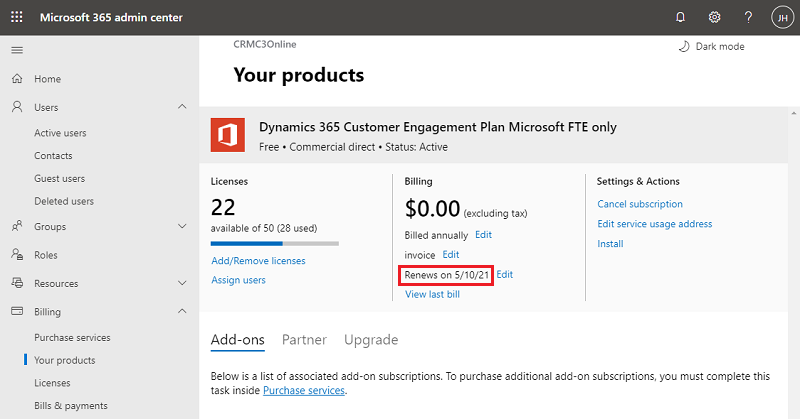 Microsoft 365 admin center
JH
Home
Users
Active users
Contacts
Guest users
Deleted users
Groups
Roles
Resources
Billing
Purchase services
Your products
Licenses
Bills & payments
CRMC3Online
Dark mode
Your products
Dynamics 365 Customer Engagement Plan Microsoft FTE only
Free • Commercial direct • Status: Active
Licenses
22
available of 50 (28 used)
Add/Remove licenses
Assign users
Billing
$0.00 (excluding tax)
Billed annually Edit
invoice Edit
Renews on 5/10/21 Edit
View last bill
Settings & Actions
Cancel subscription
Edit service usage address
Install
Add-ons Partner Upgrade
Below is a list of associated add-on subscriptions. To purchase additional add-on subscriptions, you must complete this
task inside Purchase services.